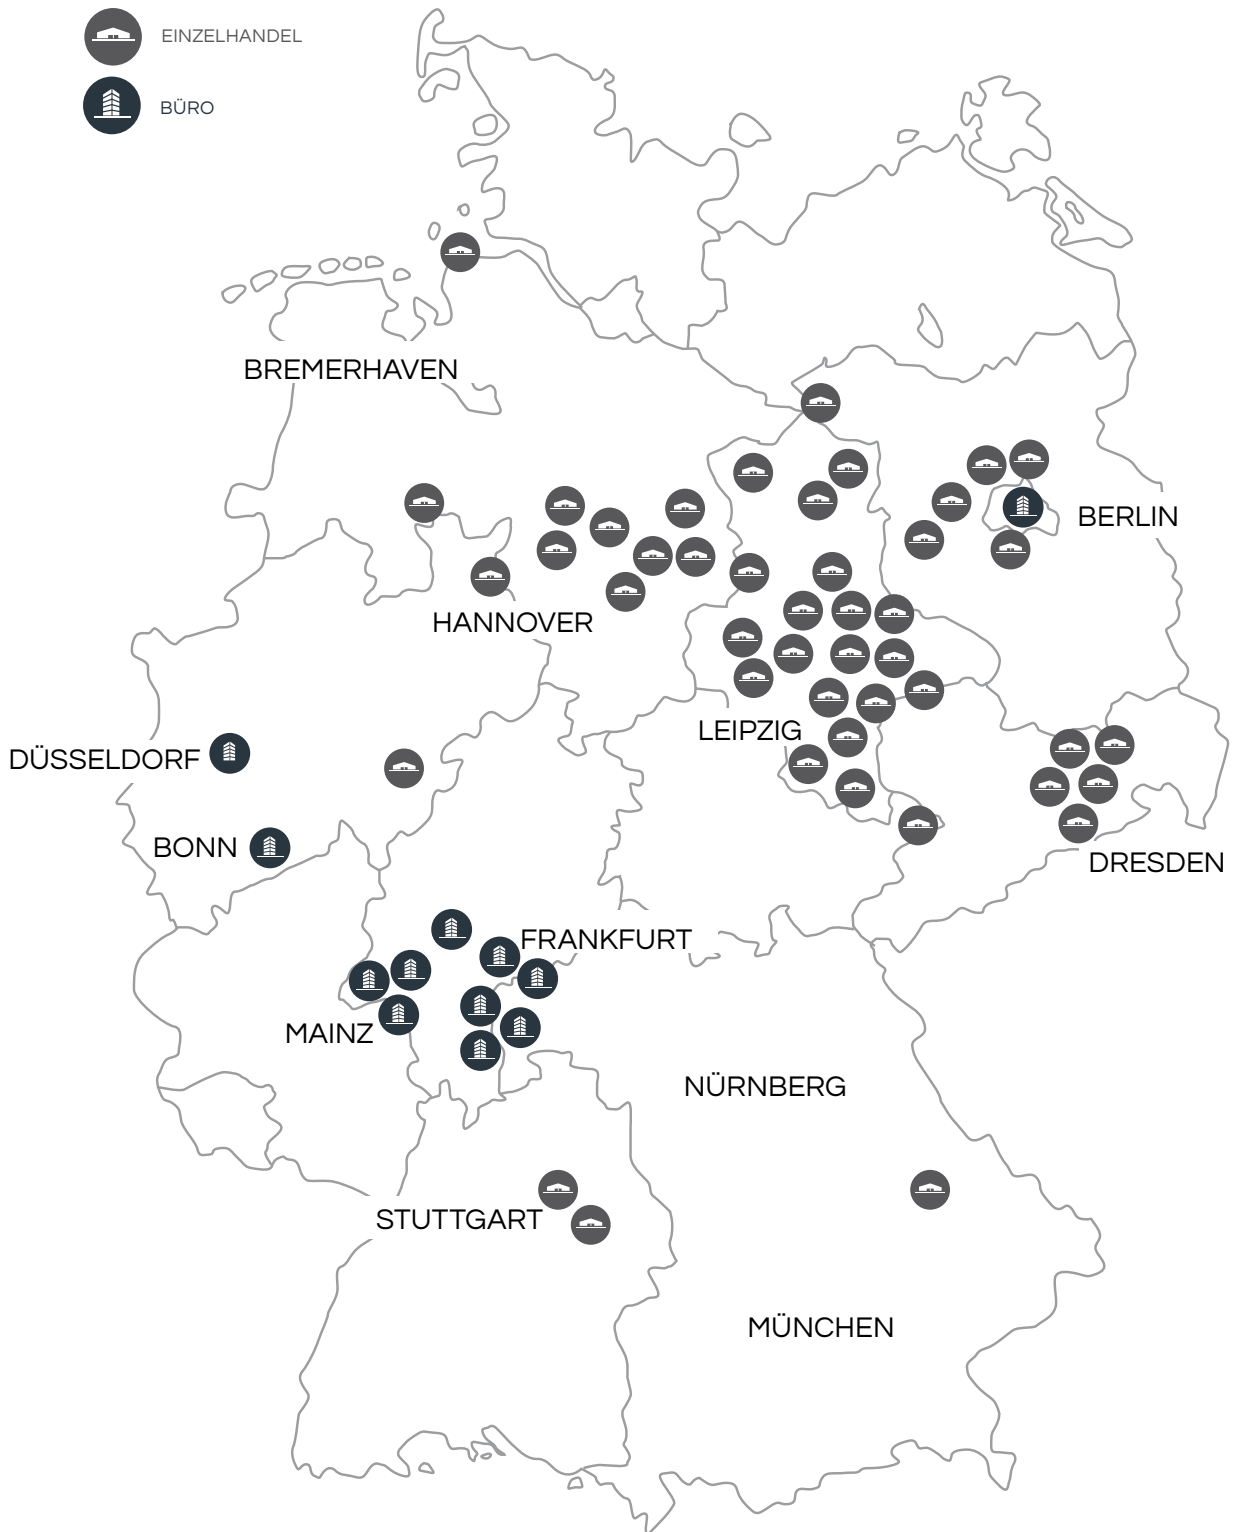 EINZELHANDEL
BÜRO
BREMERHAVEN
BERLIN
HANNOVER
LEIPZIG
DÜSSELDORF
BONN
DRESDEN
FRANKFURT
MAINZ
NÜRNBERG
STUTTGART
MÜNCHEN